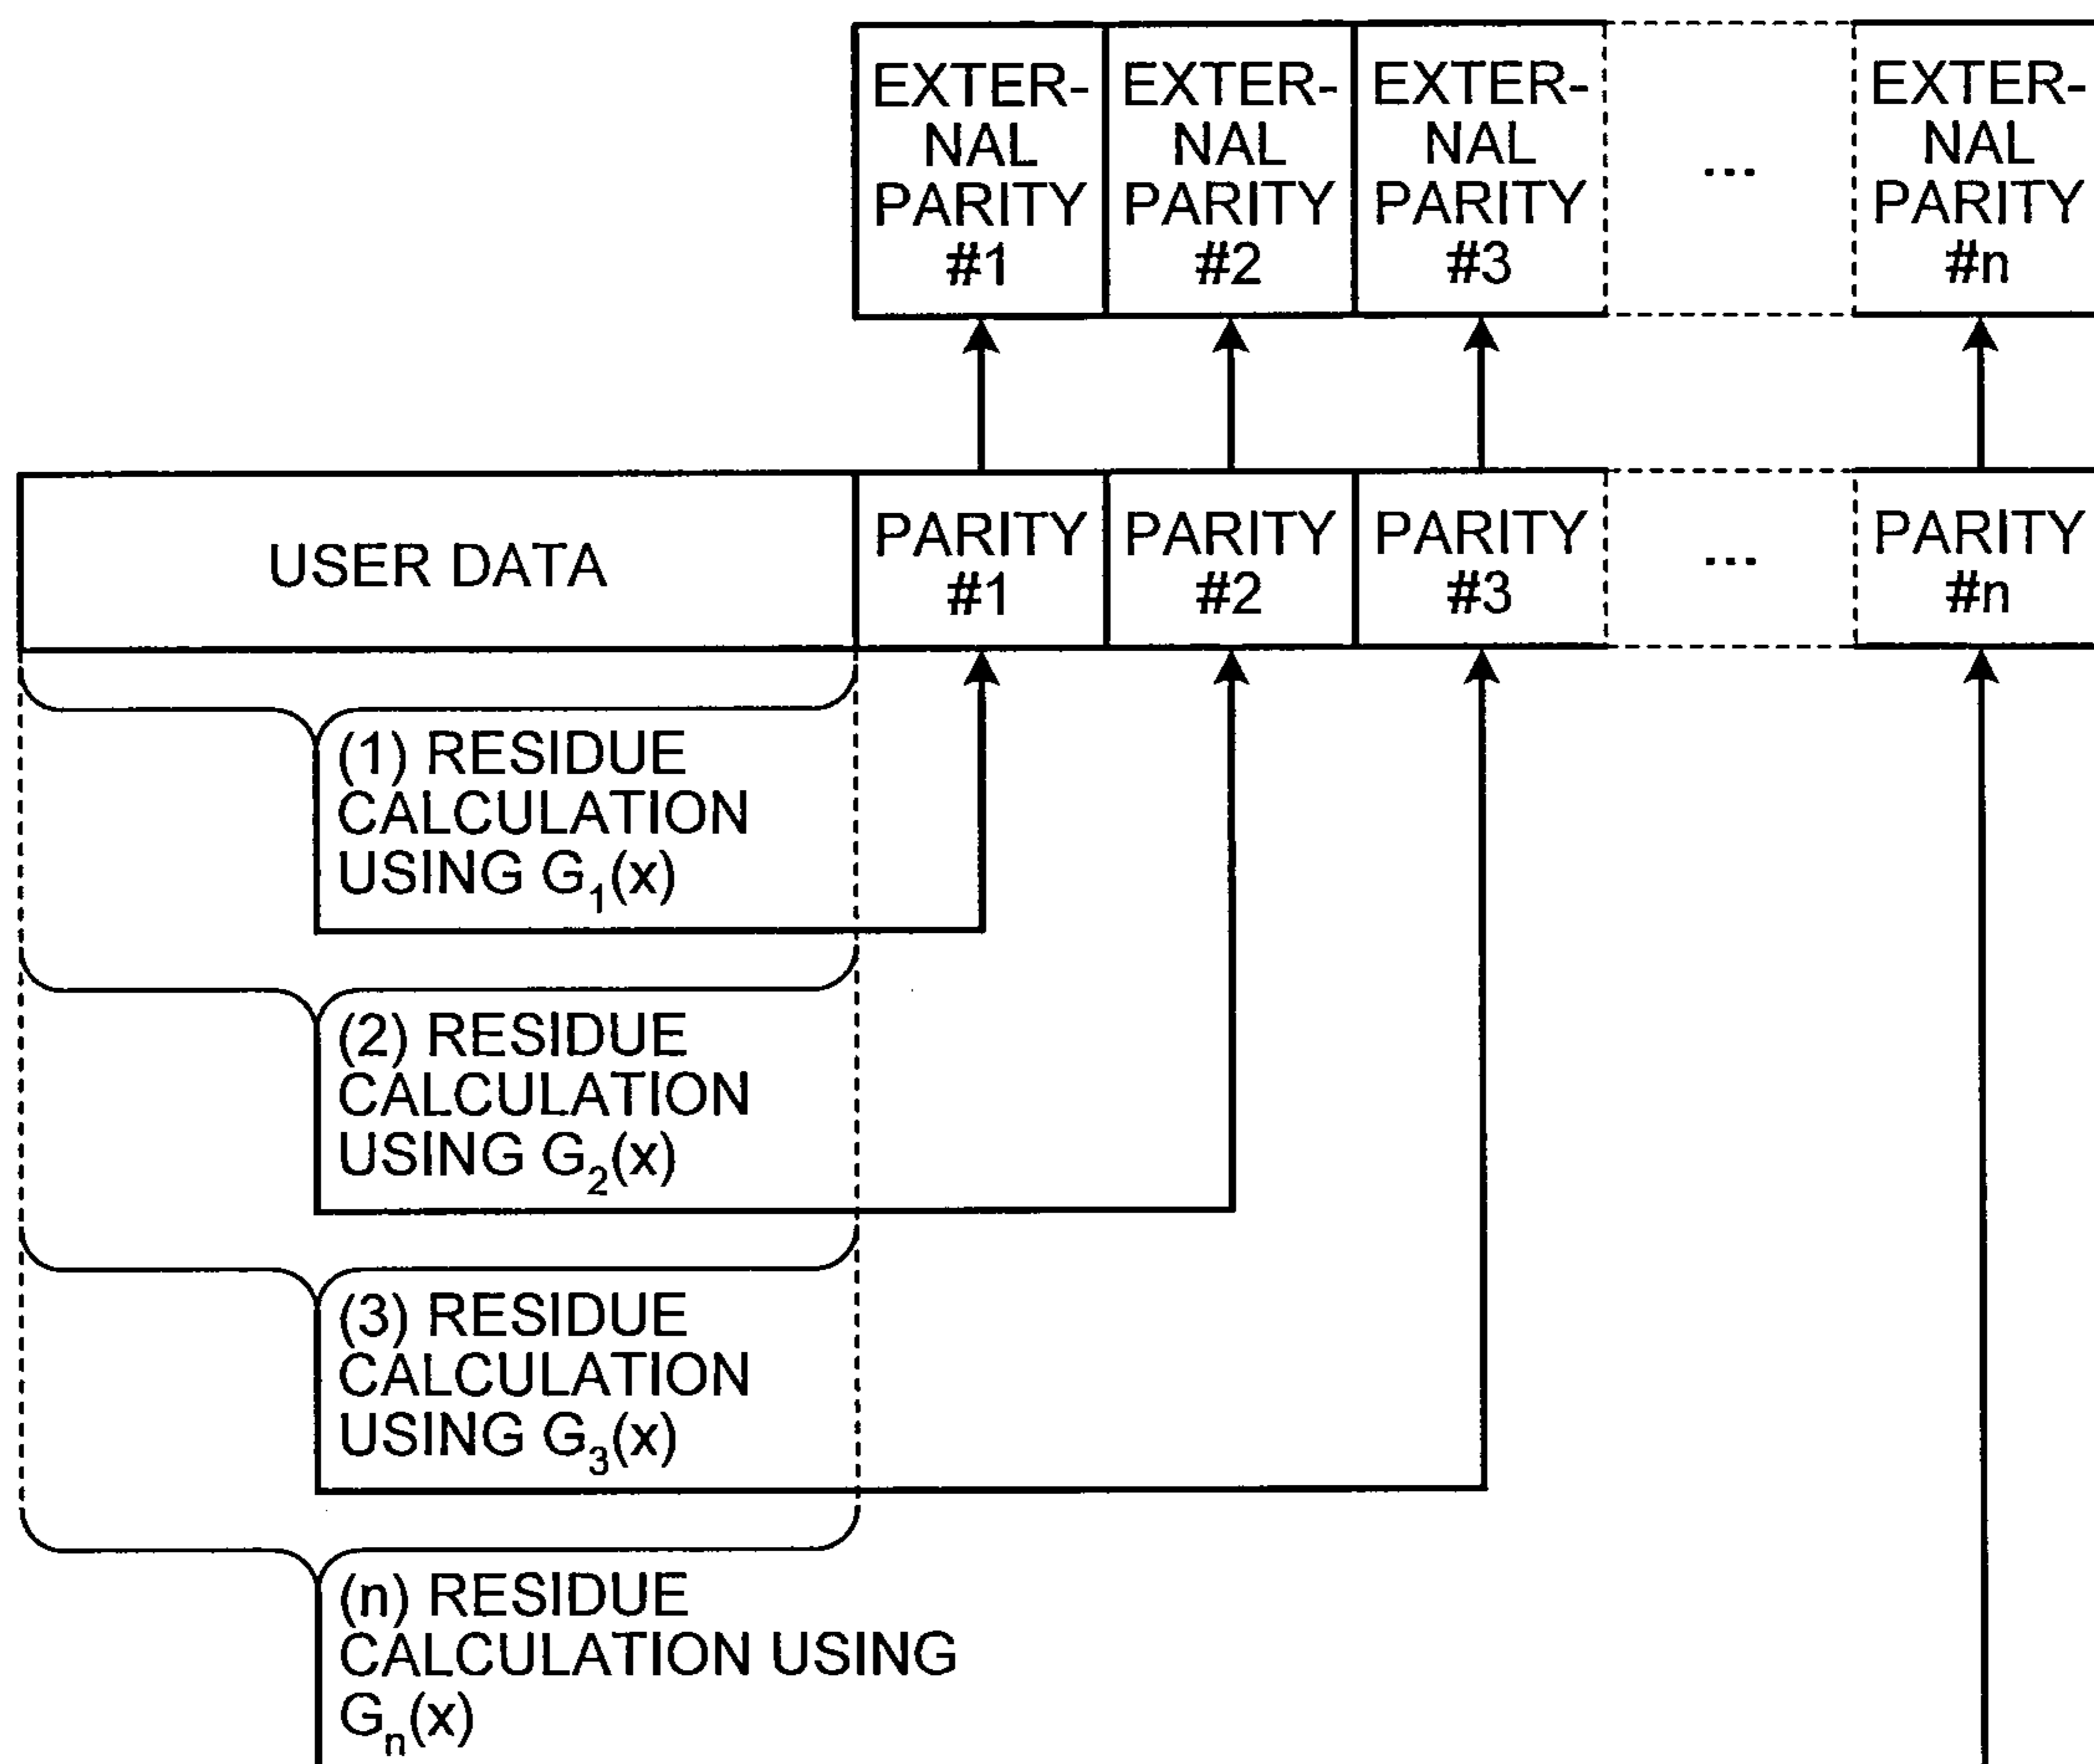 EXTER-
NAL
PARITY
#1
EXTER-
NAL
PARITY
#2
EXTER-
NAL
PARITY
#3
...
EXTER-
NAL
PARITY
#n
USER DATA
PARITY
#1
PARITY
#2
PARITY
#3
...
PARITY
#n
(1) RESIDUE
CALCULATION
USING G₁(x)
(2) RESIDUE
CALCULATION
USING G₂(x)
(3) RESIDUE
CALCULATION
USING G₃(x)
(n) RESIDUE
CALCULATION USING
Gₙ(x)